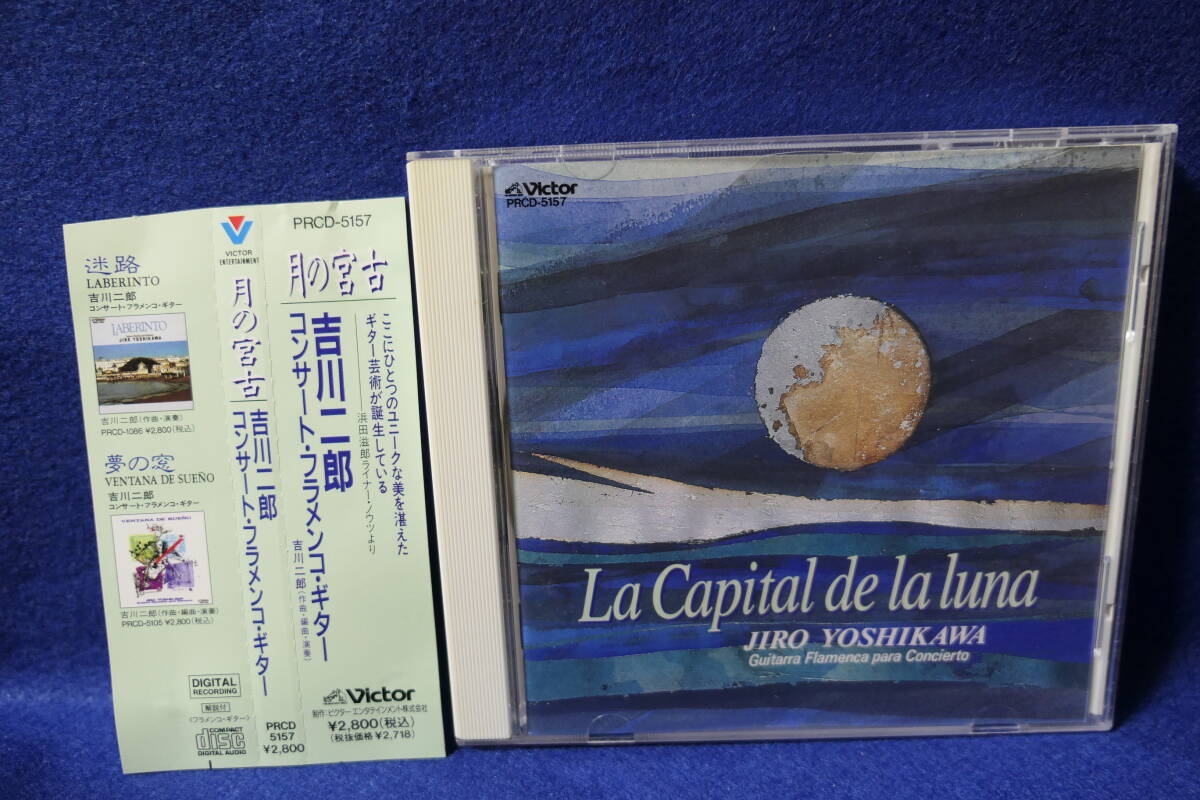 迷路
LABERINTO
吉川二郎
コンサート・フラメンコ・ギター
LABERINTO
JIRO YOSHIKAWA
吉川二郎(作曲・演奏)
PRCD-1086 ¥2,800(税込)
夢の窓
VENTANA DE SUEÑO
吉川二郎
コンサート・フラメンコ・ギター
VENTANA DE SUEÑO
吉川二郎(作曲・編曲・演奏)
PRCD-5105 ¥2,800(税込)
DIGITAL
RECORDING
解説付
〈フラメンコ・ギター〉
COMPACT
disc
DIGITAL AUDIO
VICTOR
ENTERTAINMENT
月の宮古
吉川二郎
コンサート・フラメンコ・ギター
PRCD
5157
¥2,800
PRCD-5157
月の宮古
ここにひとつのユニークな美を湛えた
ギター芸術が誕生している
浜田滋郎ライナー・ノウツより
吉川二郎
コンサート・フラメンコ・ギター
吉川二郎(作曲・編曲・演奏)
Victor
制作:ビクター エンタテインメント株式会社
¥2,800(税込)
(税抜価格¥2,718)
Victor
PRCD-5157
La Capital de la luna
JIRO YOSHIKAWA
Guitarra Flamenca para Concierto